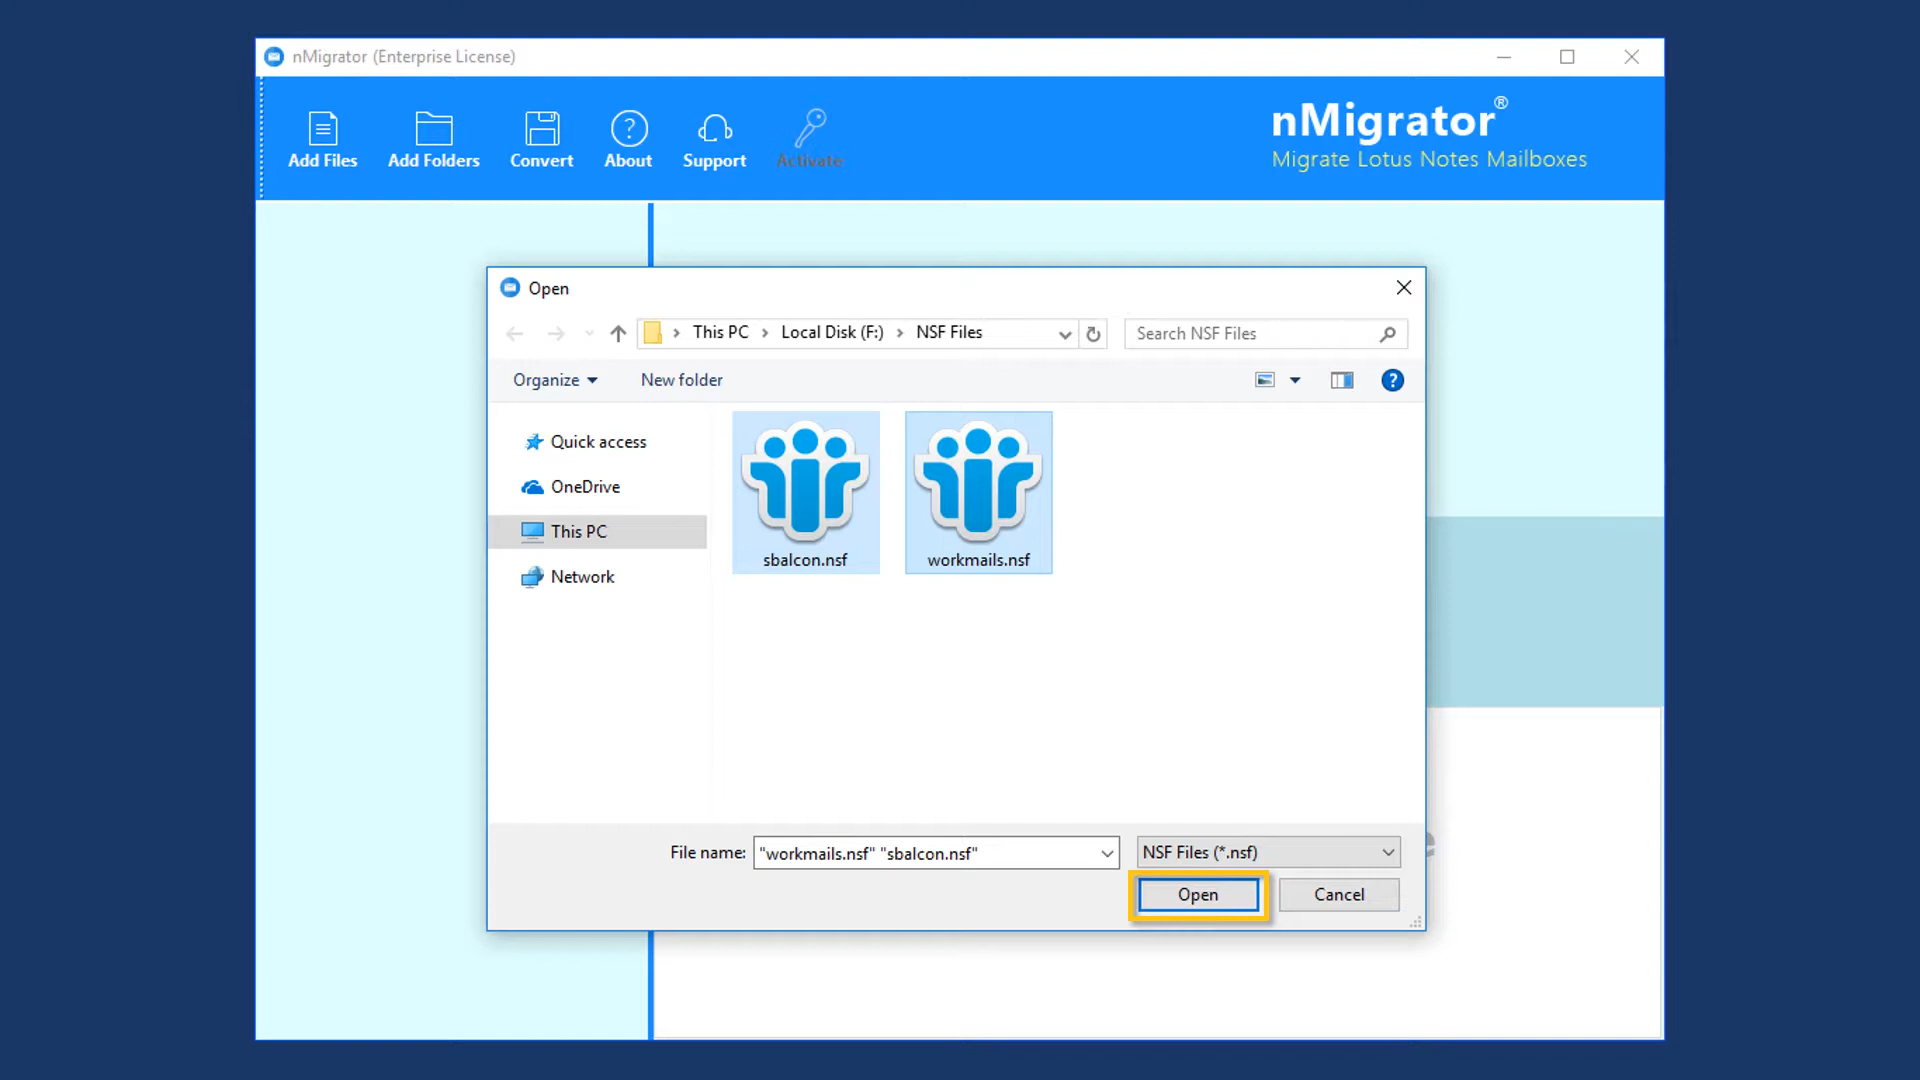 nMigrator (Enterprise License)
Add Files
Add Folders
Convert
About
Support
Activate
nMigrator®
Migrate Lotus Notes Mailboxes
Open
This PC
Local Disk (F:)
NSF Files
Search NSF Files
Organize
New folder
?
Quick access
OneDrive
This PC
Network
sbalcon.nsf
workmails.nsf
File name:
"workmails.nsf" "sbalcon.nsf"
NSF Files (*.nsf)
Open
Cancel